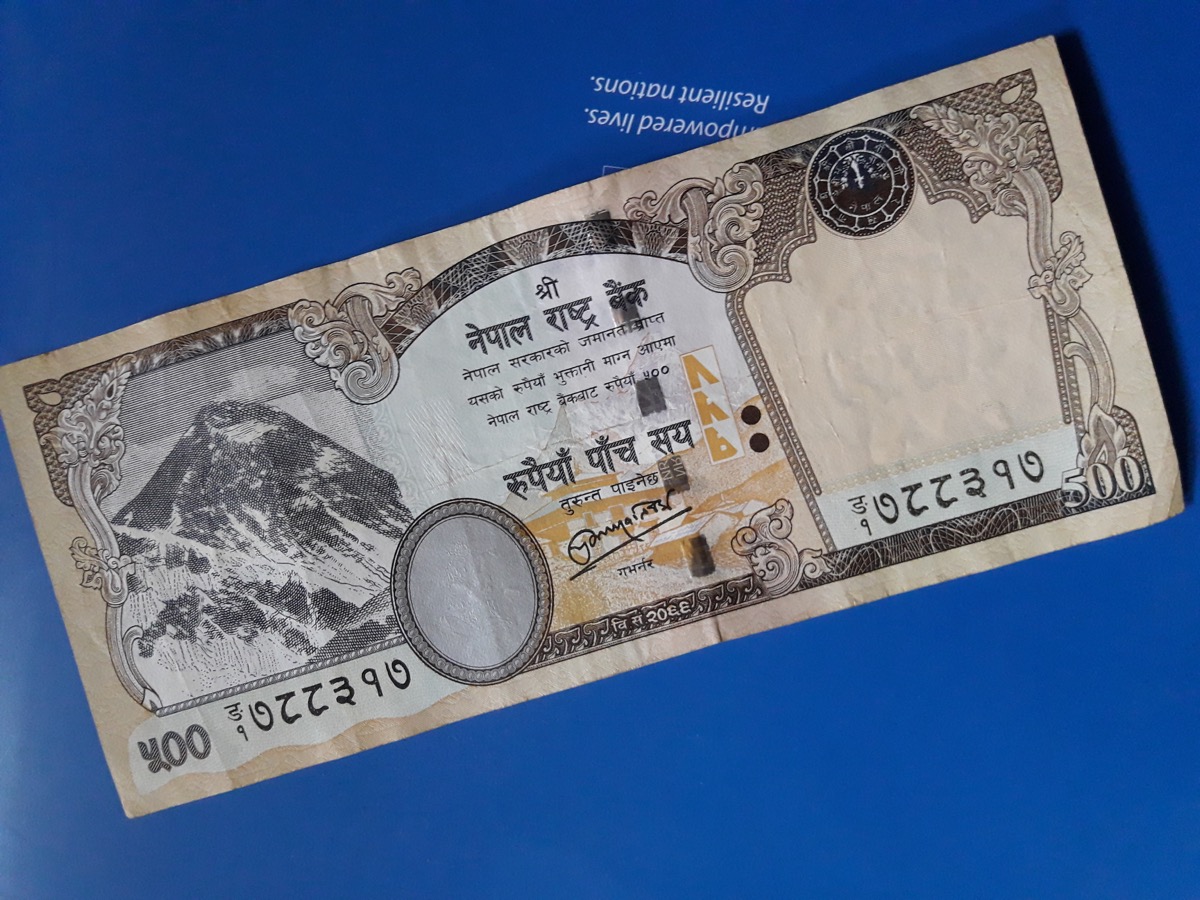 Resilient nations.
mpowered lives.
श्री
नेपाल राष्ट्र बैंक
नेपाल सरकारको जमानत प्राप्त
यसको रुपैयाँ भुक्तानी माग्न आएमा
नेपाल राष्ट्र बैंकबाट रुपैयाँ ५००
रुपैयाँ पाँच सय
तुरुन्त पाइनेछ
गभर्नर
वि सं २०६९
ङ १ ७८८३१७
500
ङ १ ७८८३१७
५००